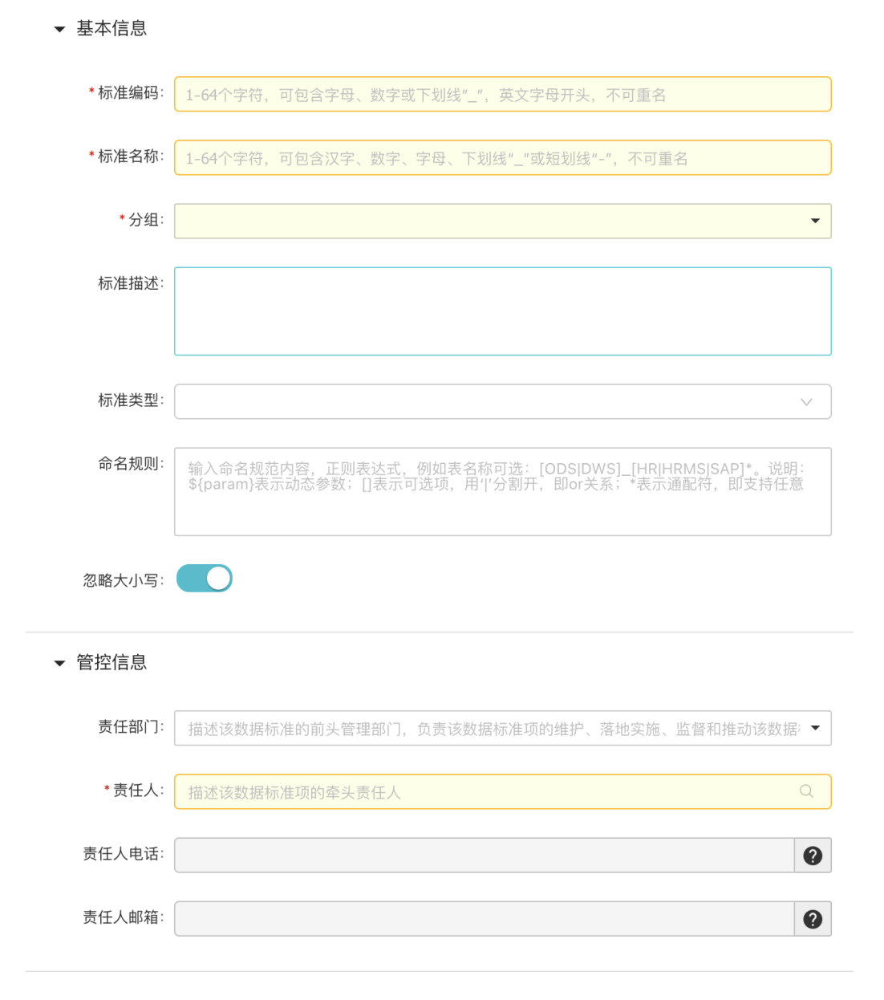 基本信息
*标准编码: 1-64个字符，可包含字母、数字或下划线"_"，英文字母开头，不可重名
*标准名称: 1-64个字符，可包含汉字、数字、字母、下划线“_”或短划线“-”，不可重名
*分组:
标准描述:
标准类型:
命名规则: 输入命名规范内容，正则表达式，例如表名称可选：[ODS|DWS]_[HR|HRMS|SAP]*。说明：
${param}表示动态参数；[]表示可选项，用‘|’分割开，即or关系；*表示通配符，即支持任意
忽略大小写:
管控信息
责任部门: 描述该数据标准的前头管理部门，负责该数据标准项的维护、落地实施、监督和推动该数据
*责任人: 描述该数据标准项的牵头责任人
责任人电话:
责任人邮箱: